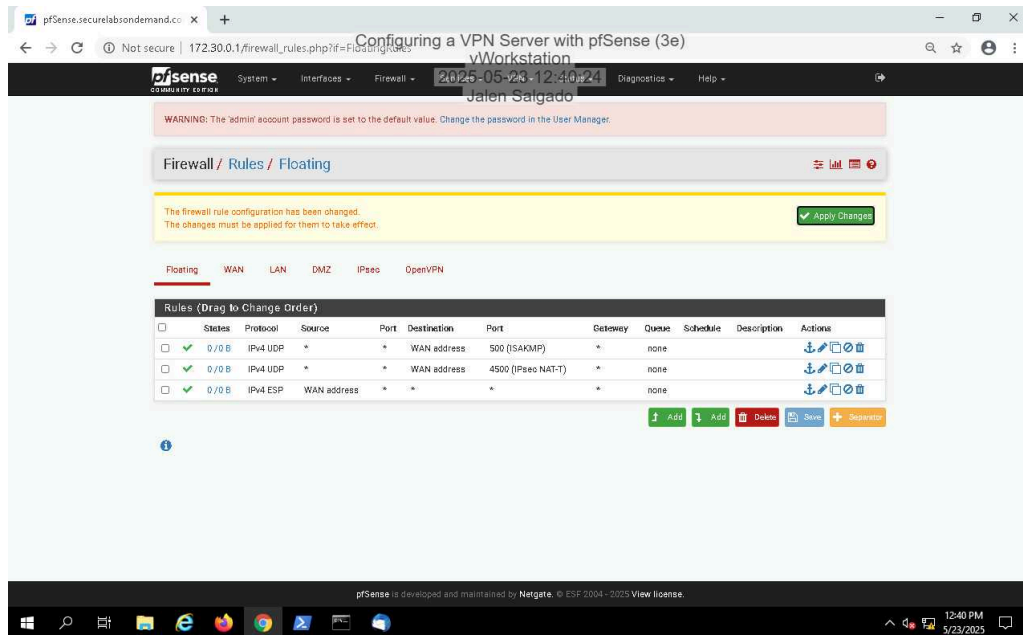 pfSense.securelabsondemand.co
Not secure | 172.30.0.1/firewall_rules.php?if=FloatingRules
Configuring a VPN Server with pfSense (3e)
vWorkstation
2025-05-23 12:40:24
Jalen Salgado
pfsense
COMMUNITY EDITION
System Interfaces Firewall Services VPN Status Diagnostics Help
WARNING: The 'admin' account password is set to the default value. Change the password in the User Manager.
Firewall / Rules / Floating
The firewall rule configuration has been changed.
The changes must be applied for them to take effect.
Apply Changes
Floating WAN LAN DMZ IPsec OpenVPN
Rules (Drag to Change Order)
States Protocol Source Port Destination Port Gateway Queue Schedule Description Actions
0/0 B IPv4 UDP * * WAN address 500 (ISAKMP) * none
0/0 B IPv4 UDP * * WAN address 4500 (IPsec NAT-T) * none
0/0 B IPv4 ESP WAN address * * * * none
Add Add Delete Save Separator
pfSense is developed and maintained by Netgate. © ESF 2004 - 2025 View license.
12:40 PM
5/23/2025